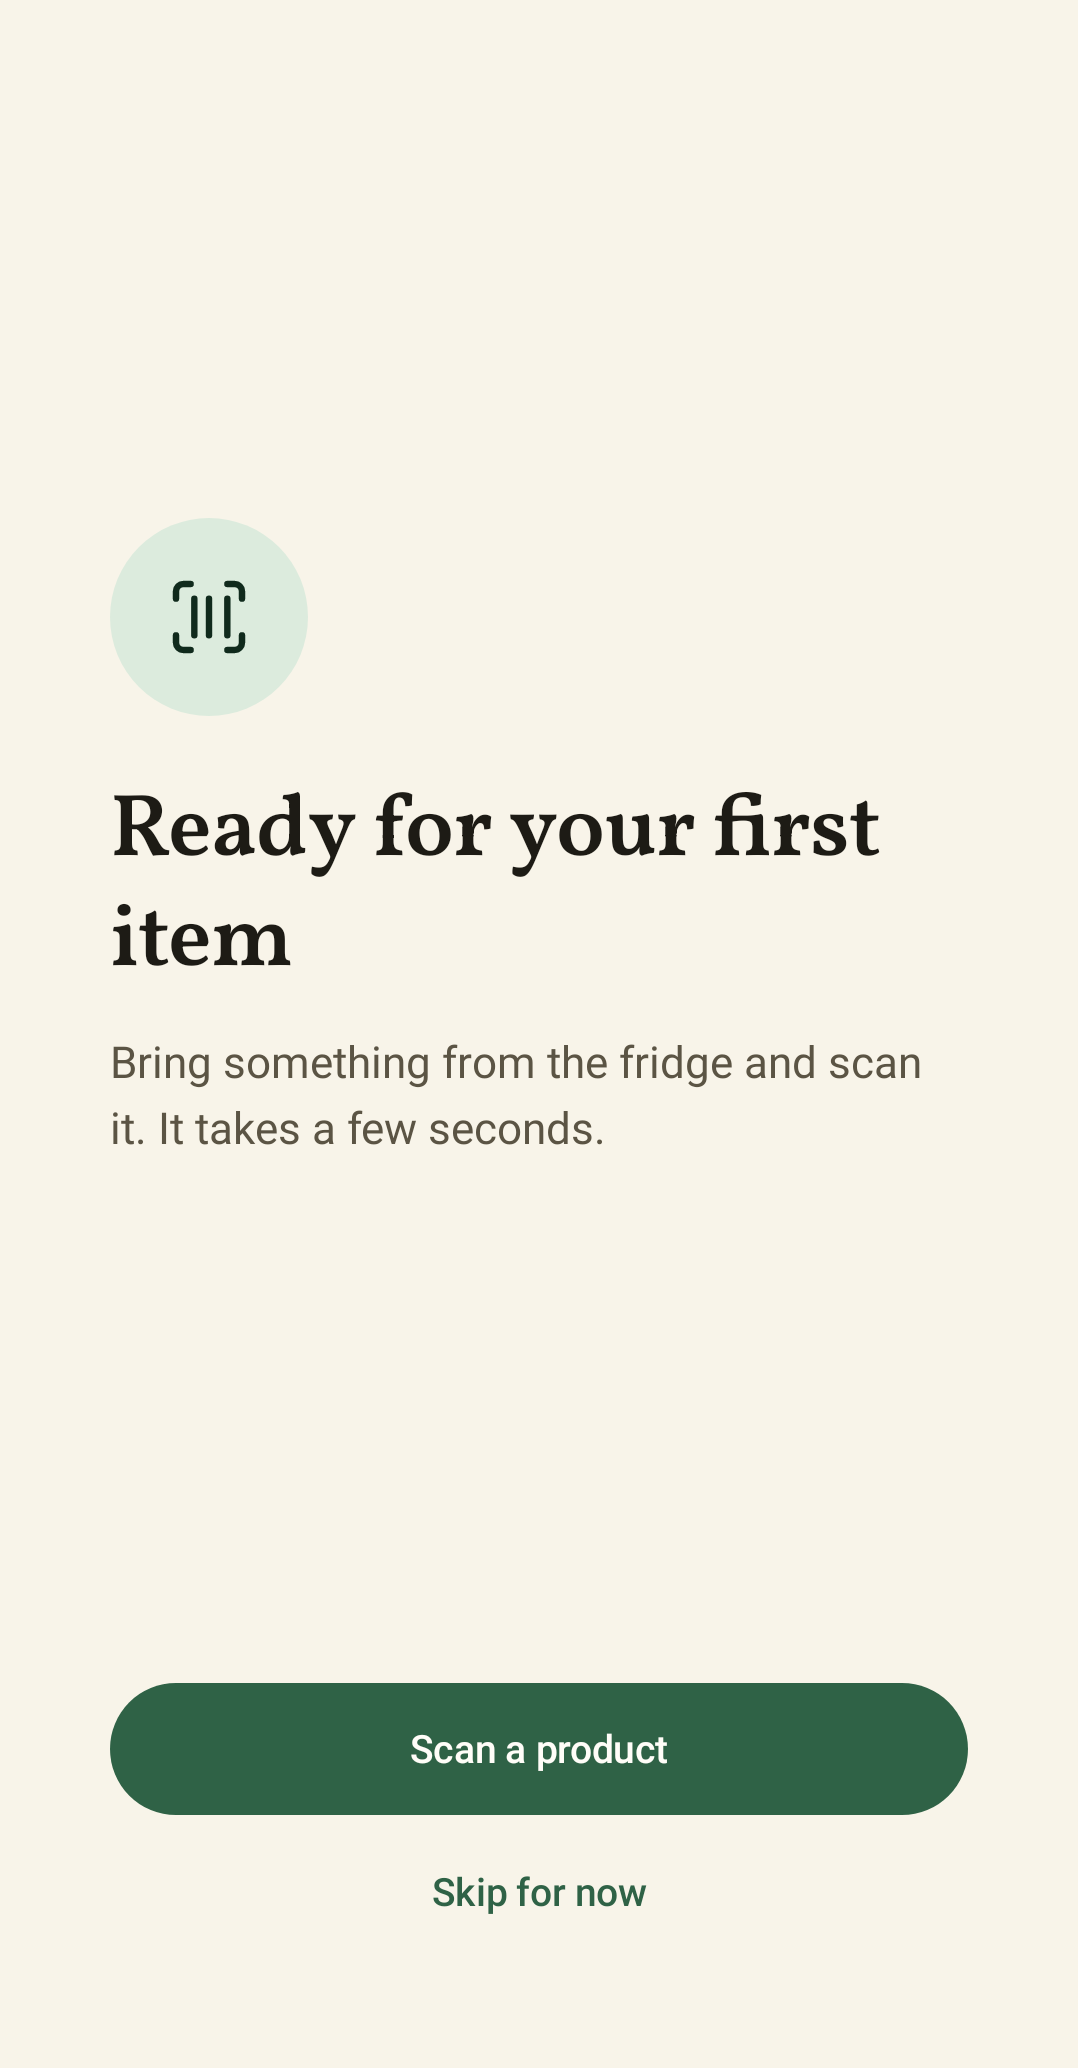 Ready for your first
item
Bring something from the fridge and scan
it. It takes a few seconds.
Scan a product
Skip for now